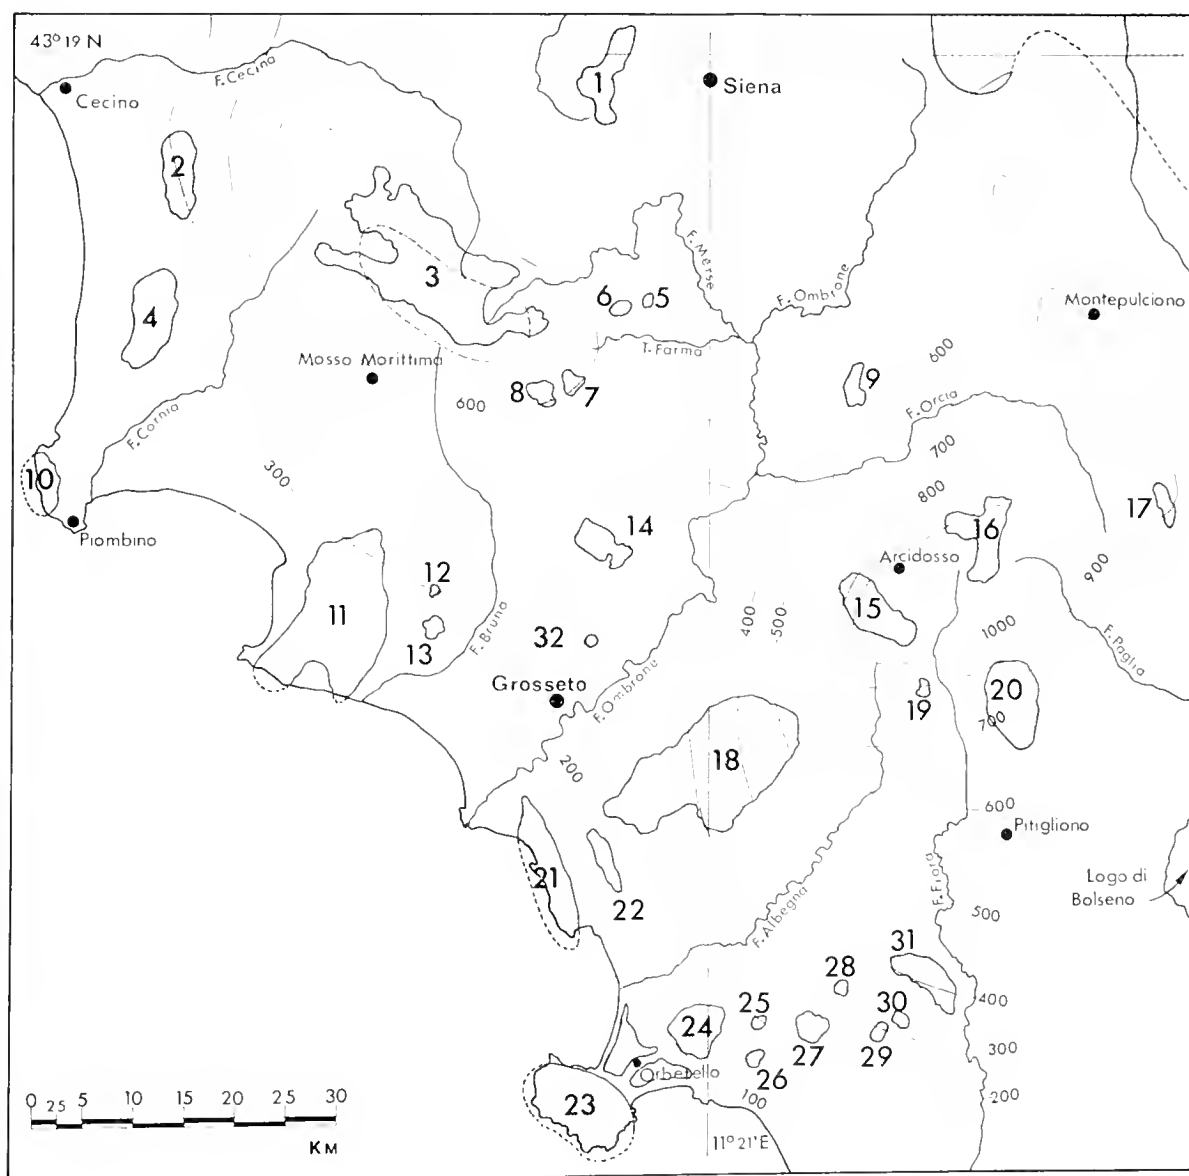 43° 19 N
F. Cecina
Cecino
1
Siena
2
3
F. Merse
6
5
F. Ombrone
Montepulciono
4
T. Farma
Mosso Morittima
600
8
7
9
600
F. Orcia
F. Cornia
300
700
800
10
17
Piombino
14
16
Arcidosso
900
12
11
13
F. Bruna
32
15
400
-500-
1000
F. Paglia
Grosseto
F. Ombrone
19
20
700
18
200
600
Pitigliono
21
22
F. Albegna
F. Fiora
Logo di
Bolseno
500
31
28
30
400
25
24
27
29
300
26
Orbetello
100
200
23
0 2.5 5 10 15 20 25 30
KM
11° 21'E